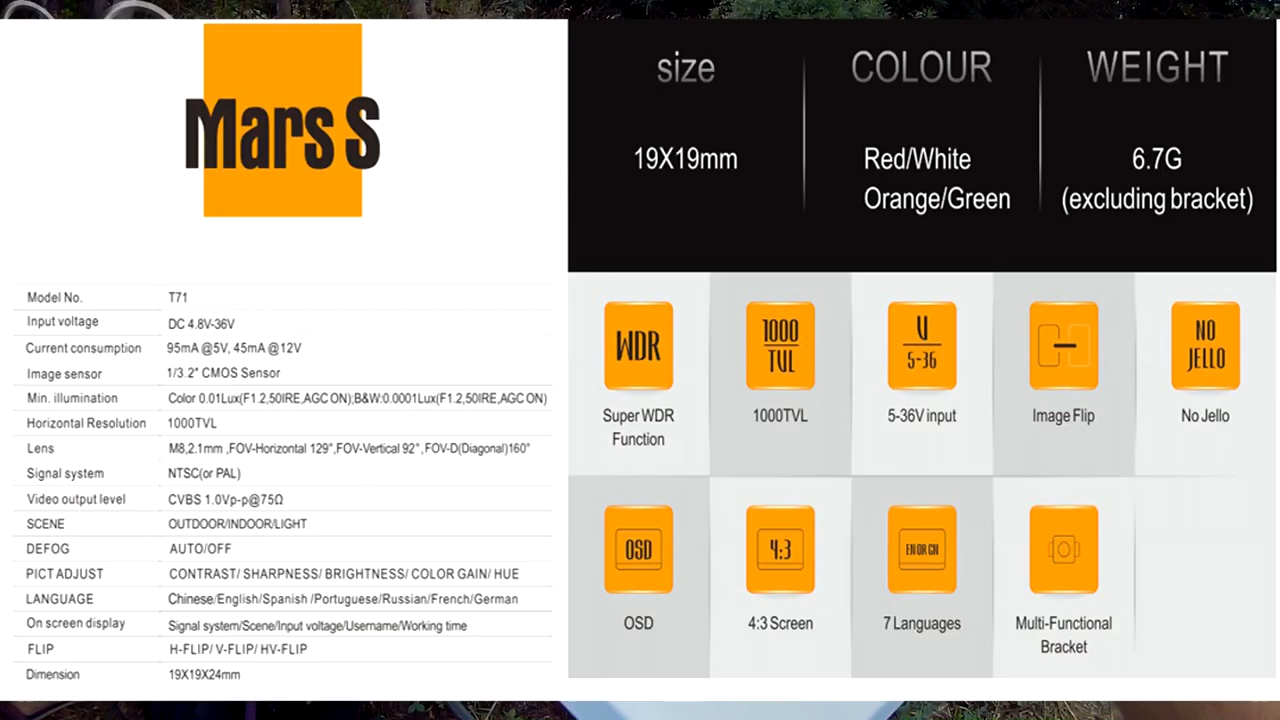 Mars S
Model No. T71
Input voltage DC 4.8V-36V
Current consumption 95mA @5V, 45mA @12V
Image sensor 1/3.2" CMOS Sensor
Min. illumination Color 0.01Lux(F1.2,50IRE,AGC ON);B&W:0.0001Lux(F1.2,50IRE,AGC ON)
Horizontal Resolution 1000TVL
Lens M8,2.1mm ,FOV-Horizontal 129°,FOV-Vertical 92°,FOV-D(Diagonal)160°
Signal system NTSC(or PAL)
Video output level CVBS 1.0Vp-p@75Ω
SCENE OUTDOOR/INDOOR/LIGHT
DEFOG AUTO/OFF
PICT ADJUST CONTRAST/ SHARPNESS/ BRIGHTNESS/ COLOR GAIN/ HUE
LANGUAGE Chinese/English/Spanish /Portuguese/Russian/French/German
On screen display Signal system/Scene/Input voltage/Username/Working time
FLIP H-FLIP/ V-FLIP/ HV-FLIP
Dimension 19X19X24mm
size COLOUR WEIGHT
19X19mm Red/White 6.7G
Orange/Green (excluding bracket)
WDR 1000 TVL V 5-36 NO JELLO
Super WDR Function 1000TVL 5-36V input Image Flip No Jello
OSD 4:3 EN OR CN
OSD 4:3 Screen 7 Languages Multi-Functional Bracket